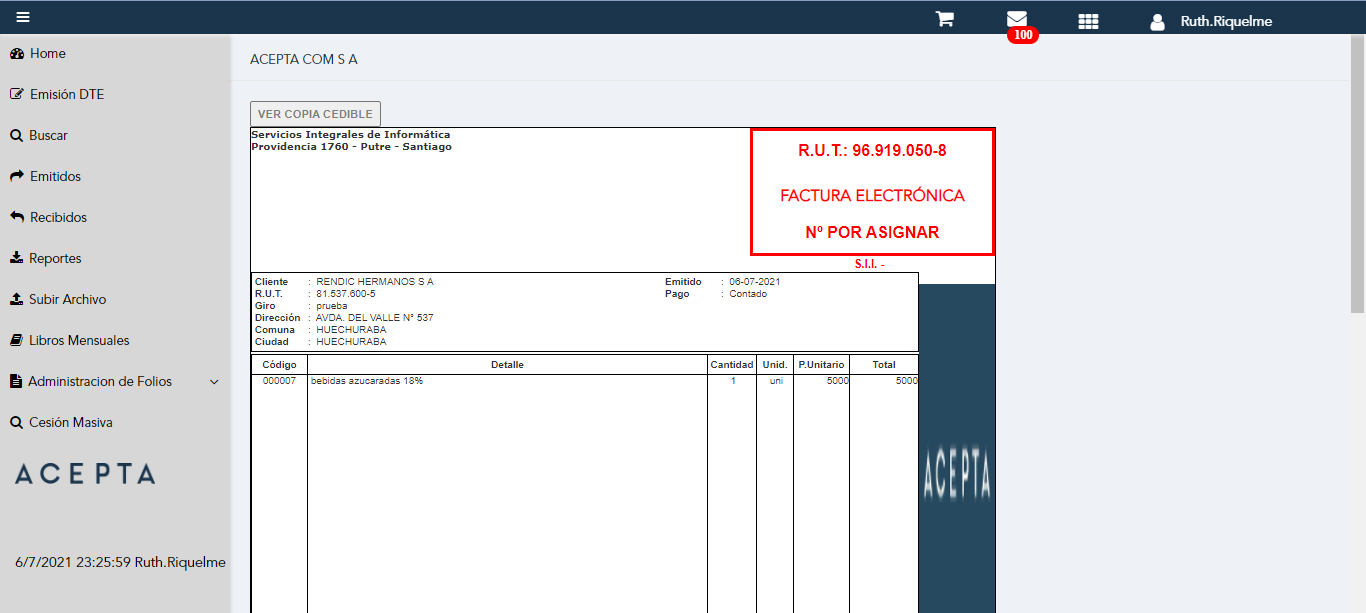 Ruth.Riquelme
100
Home
Emisión DTE
Buscar
Emitidos
Recibidos
Reportes
Subir Archivo
Libros Mensuales
Administracion de Folios
Cesión Masiva
ACEPTA
6/7/2021 23:25:59 Ruth.Riquelme
ACEPTA COM S A
VER COPIA CEDIBLE
Servicios Integrales de Informática
Providencia 1760 - Putre - Santiago
R.U.T.: 96.919.050-8
FACTURA ELECTRÓNICA
Nº POR ASIGNAR
S.I.I. -
Cliente : RENDIC HERMANOS S A Emitido : 06-07-2021
R.U.T. : 81.537.600-5 Pago : Contado
Giro : prueba
Dirección : AVDA. DEL VALLE N° 537
Comuna : HUECHURABA
Ciudad : HUECHURABA
Código Detalle Cantidad Unid. P.Unitario Total
000007 bebidas azucaradas 18% 1 uni 5000 5000
ACEPTA